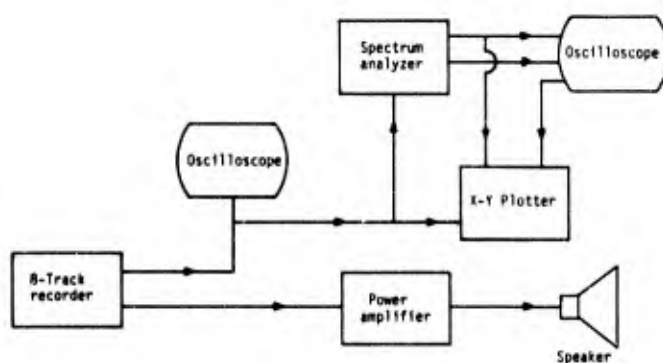 Spectrum
analyzer
Oscilloscope
Oscilloscope
X-Y Plotter
8-Track
recorder
Power
amplifier
Speaker